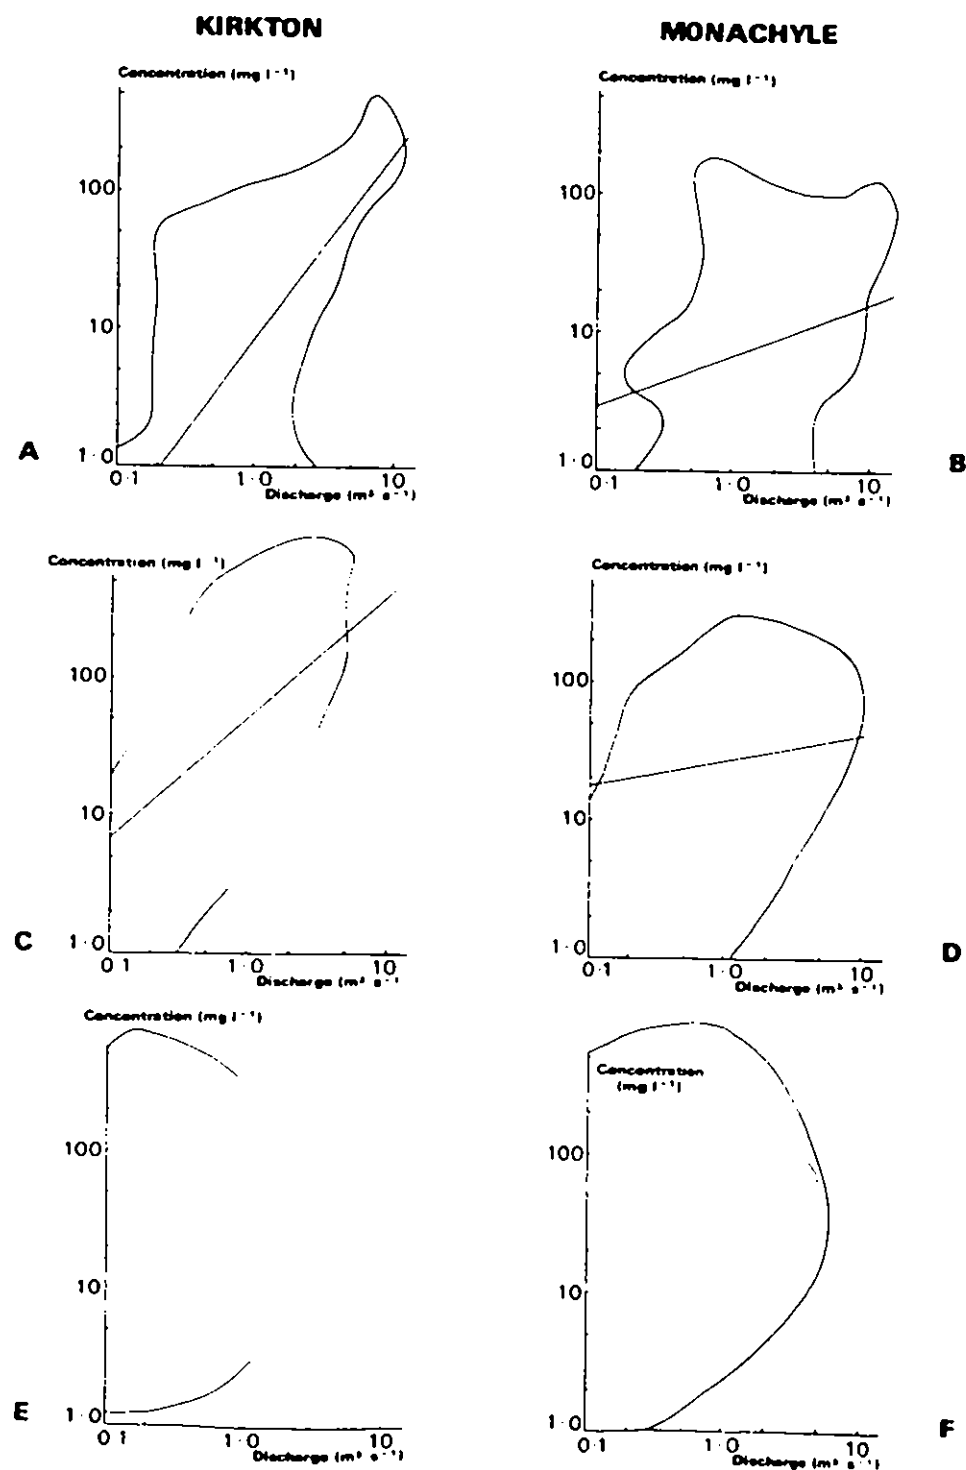 KIRKTON
MONACHYLE
Concentration (mg l⁻¹)
100
10
1·0
0·1 1·0 10
Discharge (m³ s⁻¹)
A
Concentration (mg l⁻¹)
100
10
1·0
0·1 1·0 10
Discharge (m³ s⁻¹)
B
Concentration (mg l⁻¹)
100
10
1·0
0·1 1·0 10
Discharge (m³ s⁻¹)
C
Concentration (mg l⁻¹)
100
10
1·0
0·1 1·0 10
Discharge (m³ s⁻¹)
D
Concentration (mg l⁻¹)
100
10
1·0
0·1 1·0 10
Discharge (m³ s⁻¹)
E
Concentration
(mg l⁻¹)
100
10
1·0
0·1 1·0 10
Discharge (m³ s⁻¹)
F